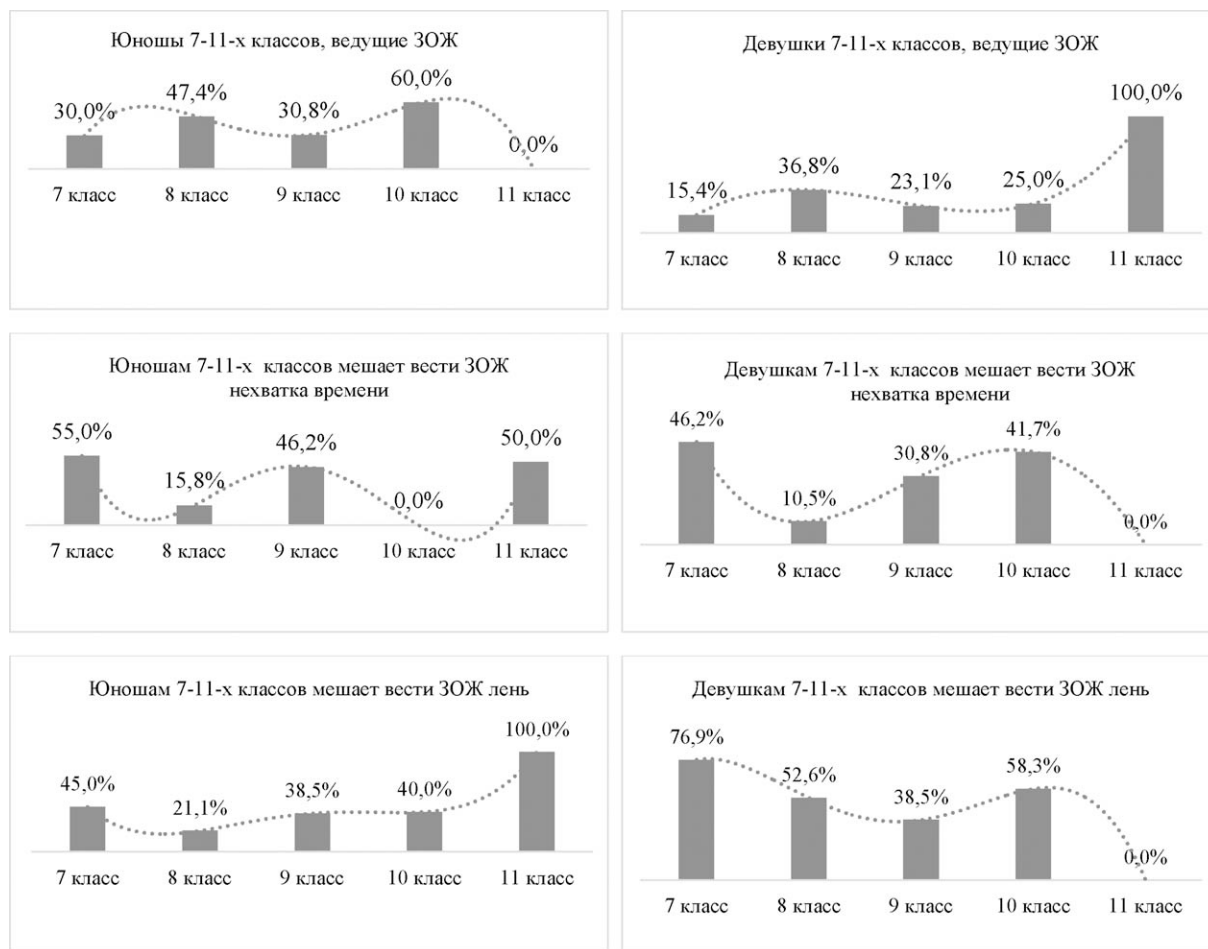 Юношы 7-11-х классов, ведущие ЗОЖ
30,0%
47,4%
30,8%
60,0%
0,0%
7 класс
8 класс
9 класс
10 класс
11 класс
Девушки 7-11-х классов, ведущие ЗОЖ
15,4%
36,8%
23,1%
25,0%
100,0%
7 класс
8 класс
9 класс
10 класс
11 класс
Юношам 7-11-х классов мешает вести ЗОЖ
нехватка времени
55,0%
15,8%
46,2%
0,0%
50,0%
7 класс
8 класс
9 класс
10 класс
11 класс
Девушкам 7-11-х классов мешает вести ЗОЖ
нехватка времени
46,2%
10,5%
30,8%
41,7%
0,0%
7 класс
8 класс
9 класс
10 класс
11 класс
Юношам 7-11-х классов мешает вести ЗОЖ лень
45,0%
21,1%
38,5%
40,0%
100,0%
7 класс
8 класс
9 класс
10 класс
11 класс
Девушкам 7-11-х классов мешает вести ЗОЖ лень
76,9%
52,6%
38,5%
58,3%
0,0%
7 класс
8 класс
9 класс
10 класс
11 класс